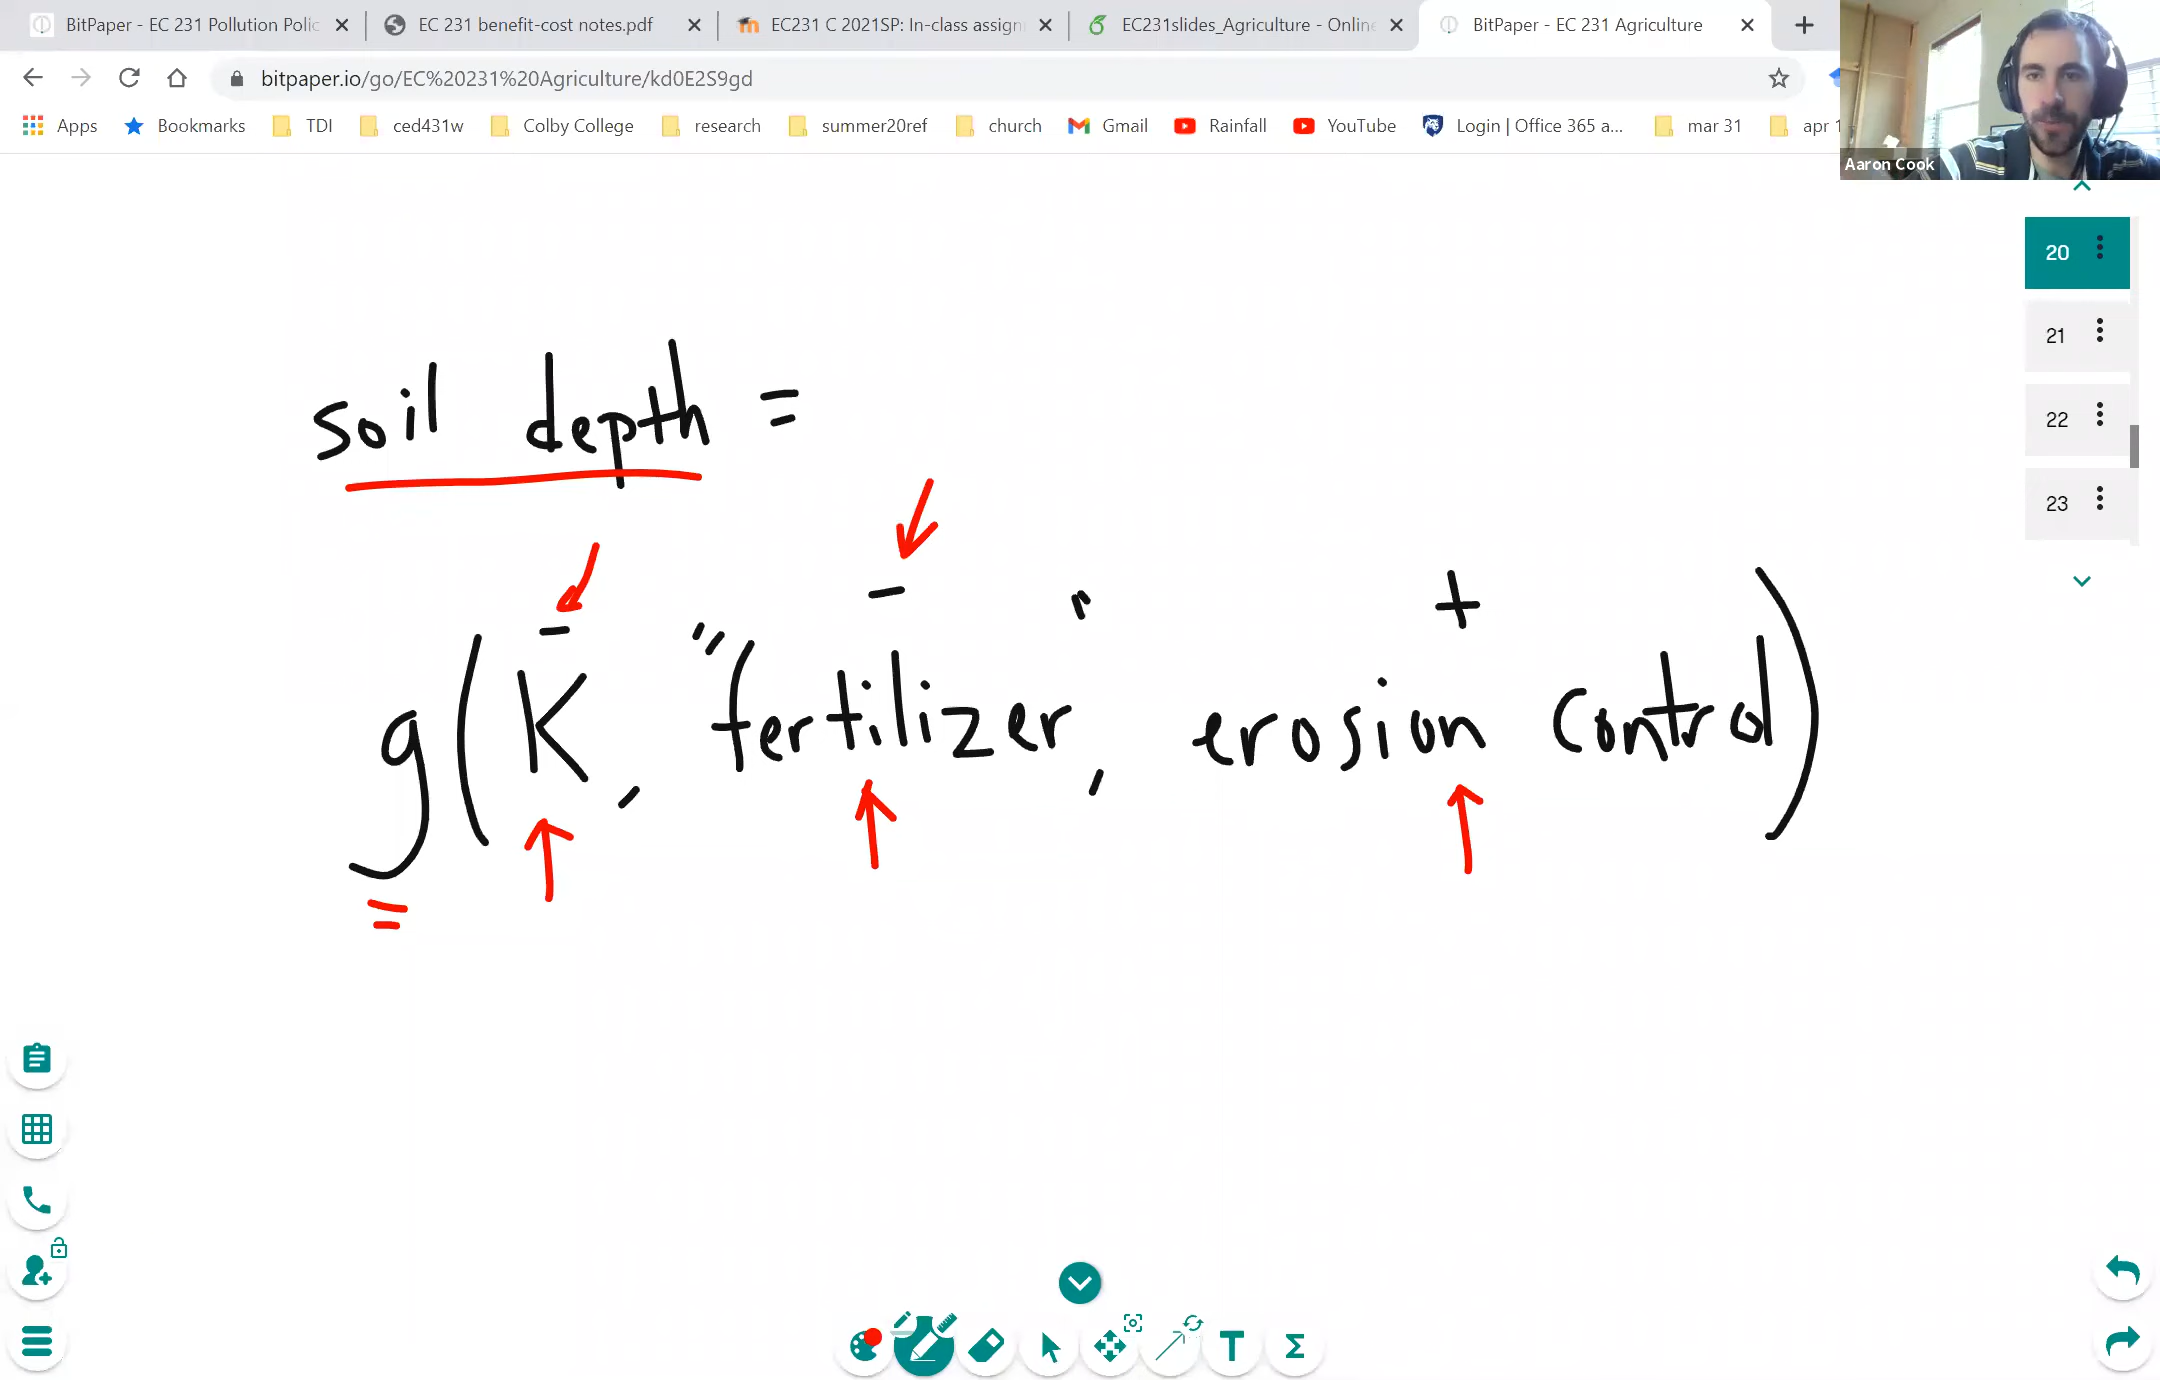 BitPaper - EC 231 Pollution Polic
EC 231 benefit-cost notes.pdf
EC231 C 2021SP: In-class assign
EC231slides_Agriculture - Online
BitPaper - EC 231 Agriculture
bitpaper.io/go/EC%20231%20Agriculture/kd0E2S9gd
Apps
Bookmarks
TDI
ced431w
Colby College
research
summer20ref
church
Gmail
Rainfall
YouTube
Login | Office 365 a...
mar 31
apr 1
Aaron Cook
20
21
22
23
soil depth =
- - +
g(K, "fertilizer", erosion control)
T
Σ